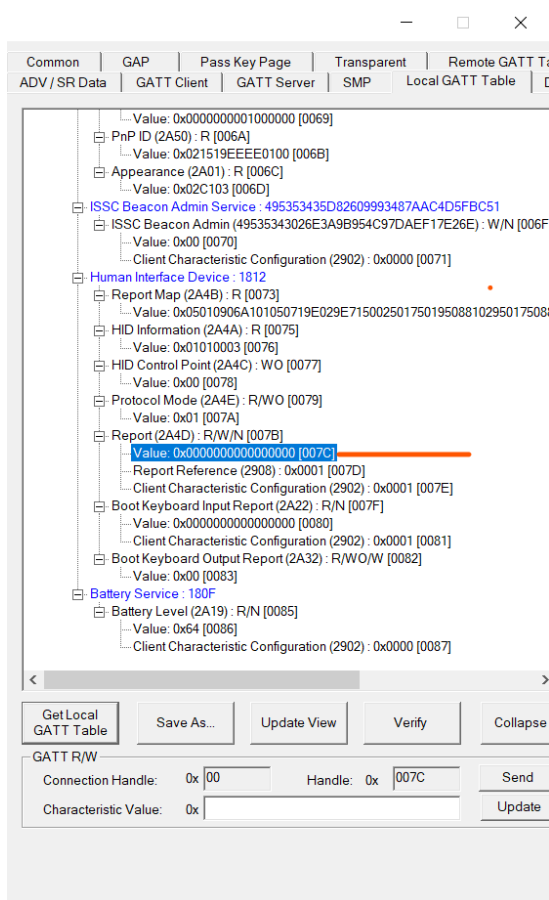 Common GAP Pass Key Page Transparent Remote GATT Ta
ADV / SR Data GATT Client GATT Server SMP Local GATT Table D
Value: 0x0000000001000000 [0069]
PnP ID (2A50) : R [006A]
Value: 0x021519EEEE0100 [006B]
Appearance (2A01) : R [006C]
Value: 0x02C103 [006D]
ISSC Beacon Admin Service : 495353435D82609993487AAC4D5FBC51
ISSC Beacon Admin (49535343026E3A9B954C97DAEF17E26E) : W/N [006F
Value: 0x00 [0070]
Client Characteristic Configuration (2902) : 0x0000 [0071]
Human Interface Device : 1812
Report Map (2A4B) : R [0073]
Value: 0x05010906A101050719E029E71500250175019508810295017508
HID Information (2A4A) : R [0075]
Value: 0x01010003 [0076]
HID Control Point (2A4C) : WO [0077]
Value: 0x00 [0078]
Protocol Mode (2A4E) : R/WO [0079]
Value: 0x01 [007A]
Report (2A4D) : R/W/N [007B]
Value: 0x0000000000000000 [007C]
Report Reference (2908) : 0x0001 [007D]
Client Characteristic Configuration (2902) : 0x0001 [007E]
Boot Keyboard Input Report (2A22) : R/N [007F]
Value: 0x0000000000000000 [0080]
Client Characteristic Configuration (2902) : 0x0001 [0081]
Boot Keyboard Output Report (2A32) : R/WO/W [0082]
Value: 0x00 [0083]
Battery Service : 180F
Battery Level (2A19) : R/N [0085]
Value: 0x64 [0086]
Client Characteristic Configuration (2902) : 0x0000 [0087]
Get Local GATT Table Save As... Update View Verify Collapse
GATT R/W
Connection Handle: 0x 00 Handle: 0x 007C Send
Characteristic Value: 0x Update